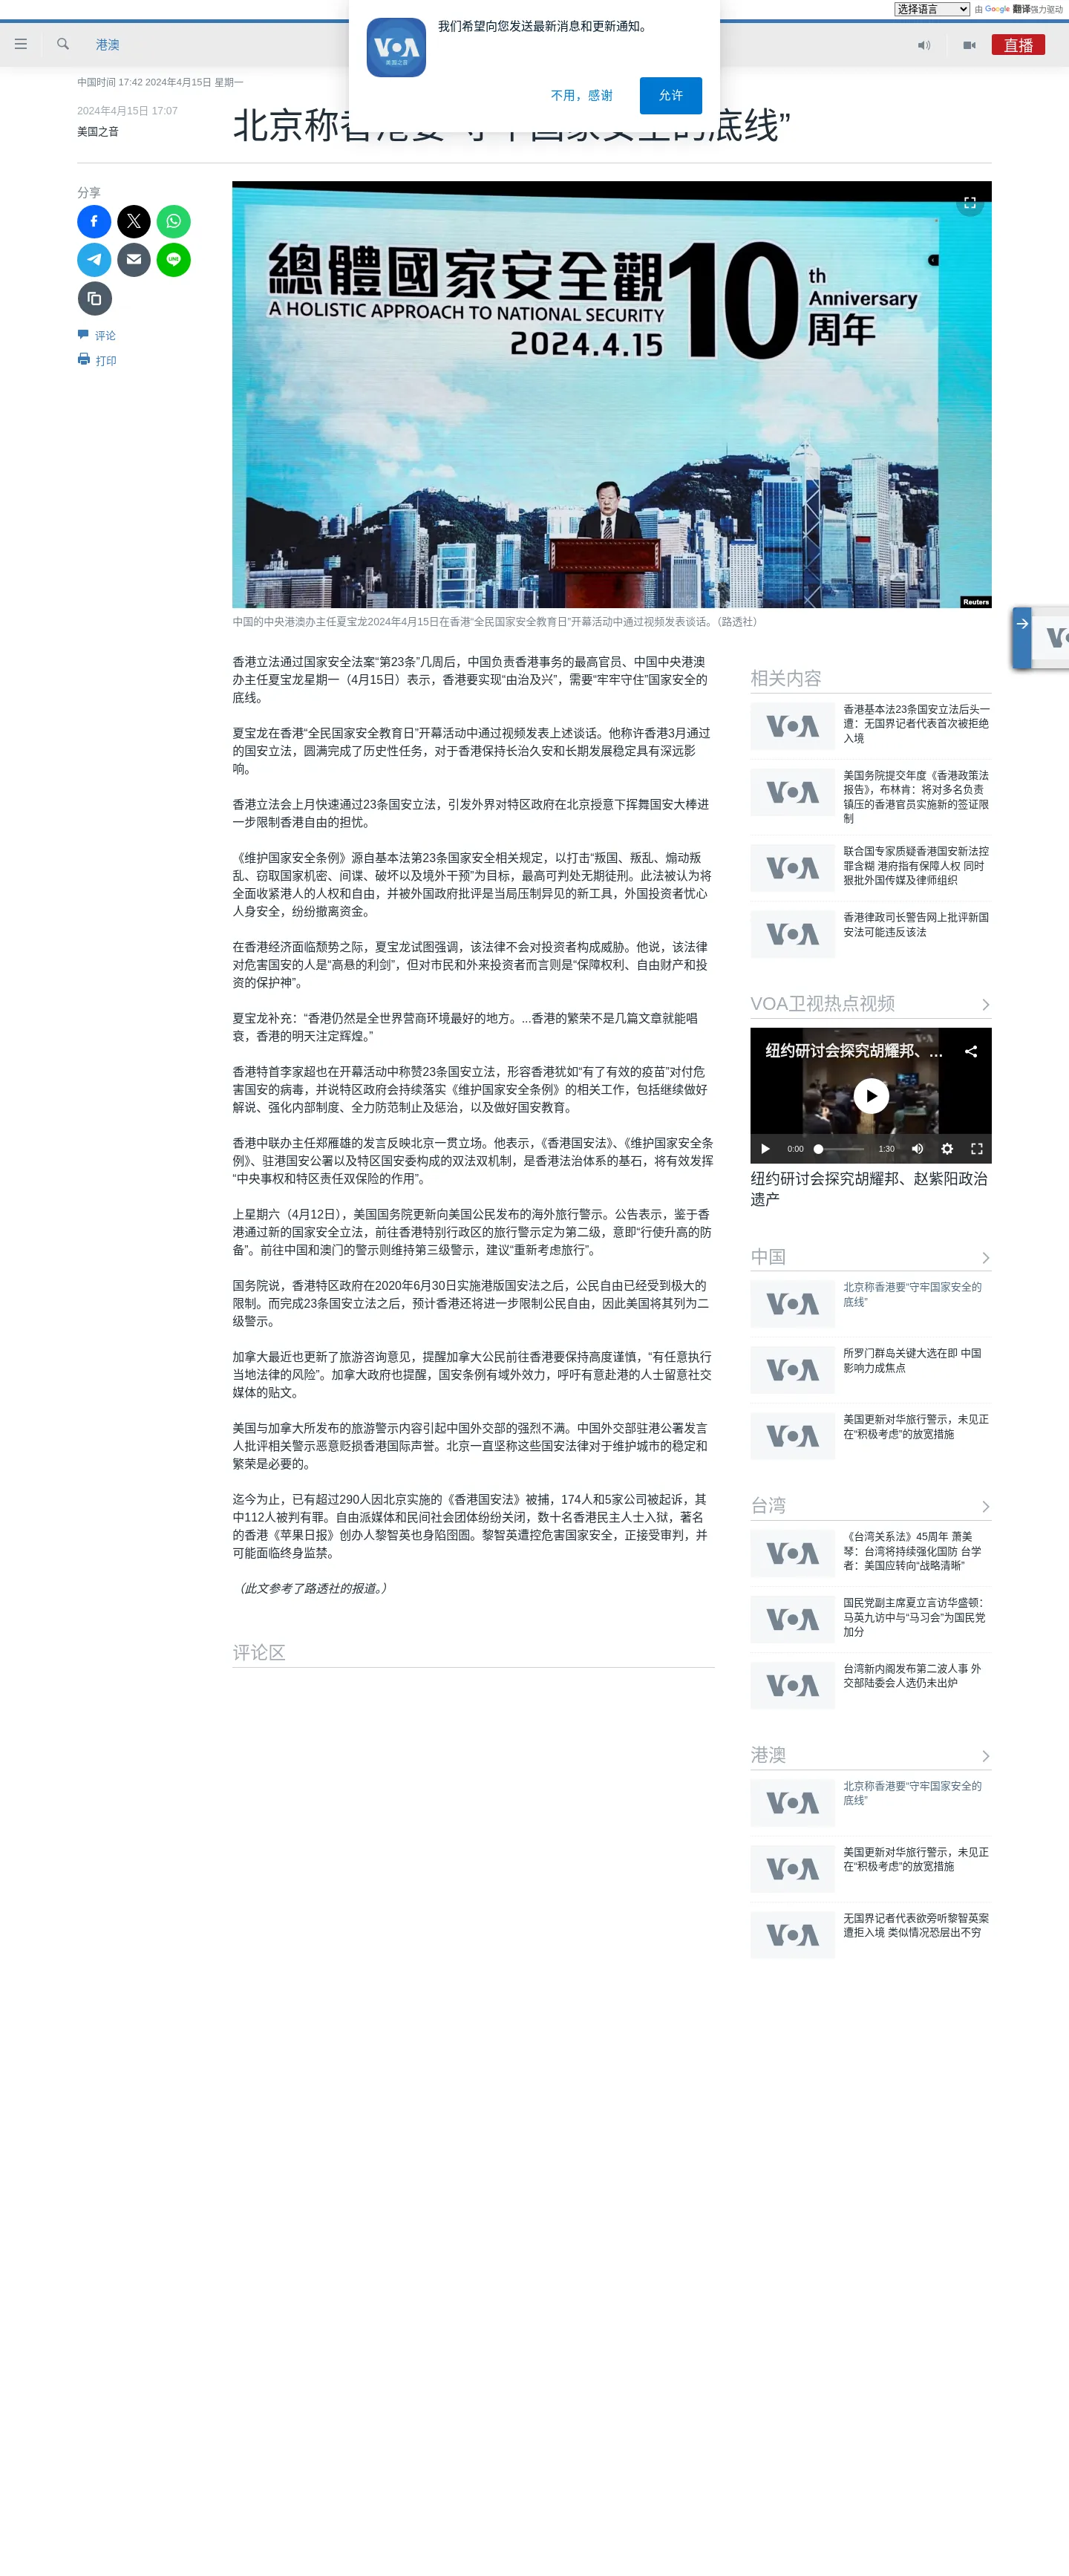 选择语言
由 Google 翻译强力驱动
VOA
美国之音
我们希望向您发送最新消息和更新通知。
不用，感谢
允许
港澳
直播
中国时间 17:42 2024年4月15日 星期一
2024年4月15日 17:07
美国之音
北京称香港要“守牢国家安全的底线”
分享
评论
打印
總體國家安全觀10th Anniversary
A HOLISTIC APPROACH TO NATIONAL SECURITY
周年
2024.4.15
Reuters
中国的中央港澳办主任夏宝龙2024年4月15日在香港“全民国家安全教育日”开幕活动中通过视频发表谈话。（路透社）
香港立法通过国家安全法案“第23条”几周后，中国负责香港事务的最高官员、中国中央港澳
办主任夏宝龙星期一（4月15日）表示，香港要实现“由治及兴”，需要“牢牢守住”国家安全的
底线。
夏宝龙在香港“全民国家安全教育日”开幕活动中通过视频发表上述谈话。他称许香港3月通过
的国安立法，圆满完成了历史性任务，对于香港保持长治久安和长期发展稳定具有深远影
响。
香港立法会上月快速通过23条国安立法，引发外界对特区政府在北京授意下挥舞国安大棒进
一步限制香港自由的担忧。
《维护国家安全条例》源自基本法第23条国家安全相关规定，以打击“叛国、叛乱、煽动叛
乱、窃取国家机密、间谍、破坏以及境外干预”为目标，最高可判处无期徒刑。此法被认为将
全面收紧港人的人权和自由，并被外国政府批评是当局压制异见的新工具，外国投资者忧心
人身安全，纷纷撤离资金。
在香港经济面临颓势之际，夏宝龙试图强调，该法律不会对投资者构成威胁。他说，该法律
对危害国安的人是“高悬的利剑”，但对市民和外来投资者而言则是“保障权利、自由财产和投
资的保护神”。
夏宝龙补充：“香港仍然是全世界营商环境最好的地方。...香港的繁荣不是几篇文章就能唱
衰，香港的明天注定辉煌。”
香港特首李家超也在开幕活动中称赞23条国安立法，形容香港犹如“有了有效的疫苗”对付危
害国安的病毒，并说特区政府会持续落实《维护国家安全条例》的相关工作，包括继续做好
解说、强化内部制度、全力防范制止及惩治，以及做好国安教育。
香港中联办主任郑雁雄的发言反映北京一贯立场。他表示，《香港国安法》、《维护国家安全条
例》、驻港国安公署以及特区国安委构成的双法双机制，是香港法治体系的基石，将有效发挥
“中央事权和特区责任双保险的作用”。
上星期六（4月12日），美国国务院更新向美国公民发布的海外旅行警示。公告表示，鉴于香
港通过新的国家安全立法，前往香港特别行政区的旅行警示定为第二级，意即“行使升高的防
备”。前往中国和澳门的警示则维持第三级警示，建议“重新考虑旅行”。
国务院说，香港特区政府在2020年6月30日实施港版国安法之后，公民自由已经受到极大的
限制。而完成23条国安立法之后，预计香港还将进一步限制公民自由，因此美国将其列为二
级警示。
加拿大最近也更新了旅游咨询意见，提醒加拿大公民前往香港要保持高度谨慎，“有任意执行
当地法律的风险”。加拿大政府也提醒，国安条例有域外效力，呼吁有意赴港的人士留意社交
媒体的贴文。
美国与加拿大所发布的旅游警示内容引起中国外交部的强烈不满。中国外交部驻港公署发言
人批评相关警示恶意贬损香港国际声誉。北京一直坚称这些国安法律对于维护城市的稳定和
繁荣是必要的。
迄今为止，已有超过290人因北京实施的《香港国安法》被捕，174人和5家公司被起诉，其
中112人被判有罪。自由派媒体和民间社会团体纷纷关闭，数十名香港民主人士入狱，著名
的香港《苹果日报》创办人黎智英也身陷囹圄。黎智英遭控危害国家安全，正接受审判，并
可能面临终身监禁。
（此文参考了路透社的报道。）
评论区
相关内容
VOA
香港基本法23条国安立法后头一
遭：无国界记者代表首次被拒绝
入境
VOA
美国务院提交年度《香港政策法
报告》，布林肯：将对多名负责
镇压的香港官员实施新的签证限
制
VOA
联合国专家质疑香港国安新法控
罪含糊 港府指有保障人权 同时
狠批外国传媒及律师组织
VOA
香港律政司长警告网上批评新国
安法可能违反该法
VOA卫视热点视频
纽约研讨会探究胡耀邦、...
0:00
1:30
纽约研讨会探究胡耀邦、赵紫阳政治
遗产
中国
VOA
北京称香港要“守牢国家安全的
底线”
VOA
所罗门群岛关键大选在即 中国
影响力成焦点
VOA
美国更新对华旅行警示，未见正
在“积极考虑”的放宽措施
台湾
VOA
《台湾关系法》45周年 萧美
琴：台湾将持续强化国防 台学
者：美国应转向“战略清晰”
VOA
国民党副主席夏立言访华盛顿：
马英九访中与“马习会”为国民党
加分
VOA
台湾新内阁发布第二波人事 外
交部陆委会人选仍未出炉
港澳
VOA
北京称香港要“守牢国家安全的
底线”
VOA
美国更新对华旅行警示，未见正
在“积极考虑”的放宽措施
VOA
无国界记者代表欲旁听黎智英案
遭拒入境 类似情况恐层出不穷